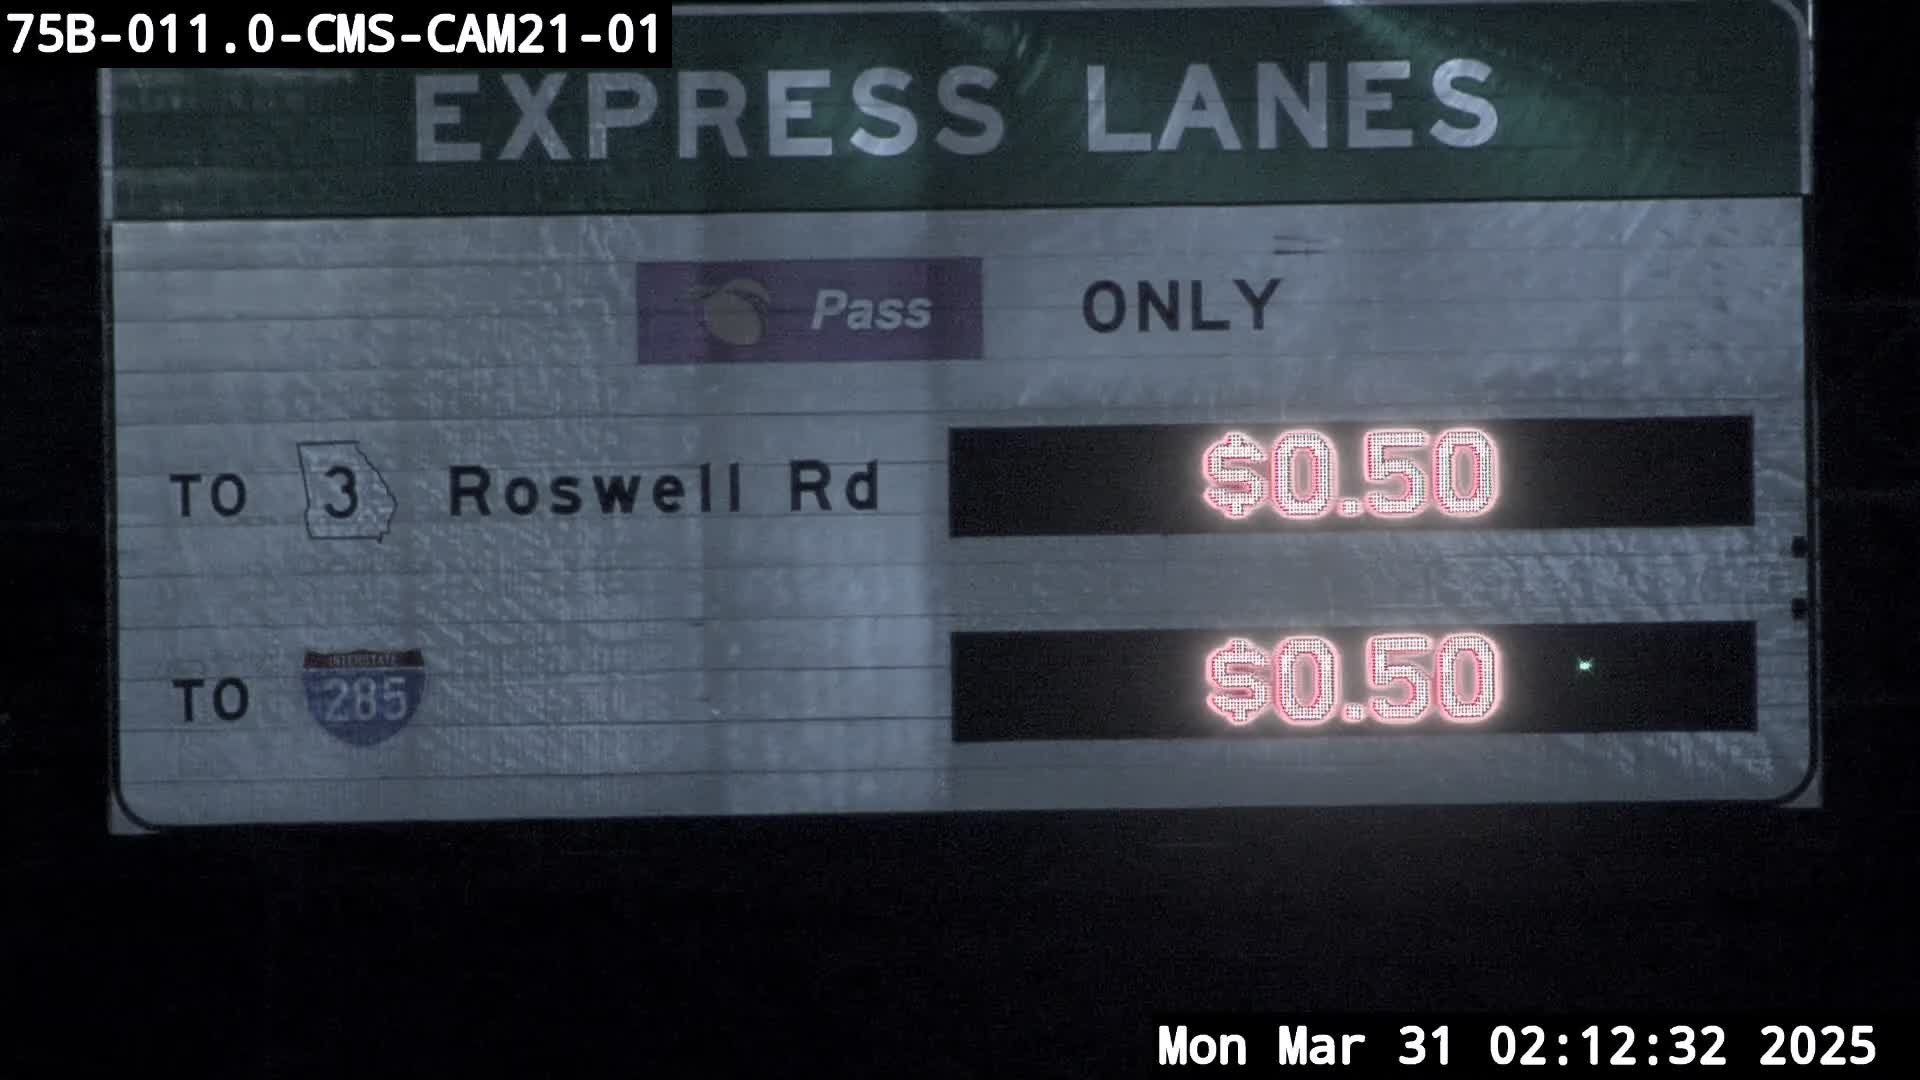 75B-011.0-CMS-CAM21-01
EXPRESS LANES
Pass ONLY
TO 3 Roswell Rd $0.50
TO INTERSTATE 285 $0.50
Mon Mar 31 02:12:32 2025